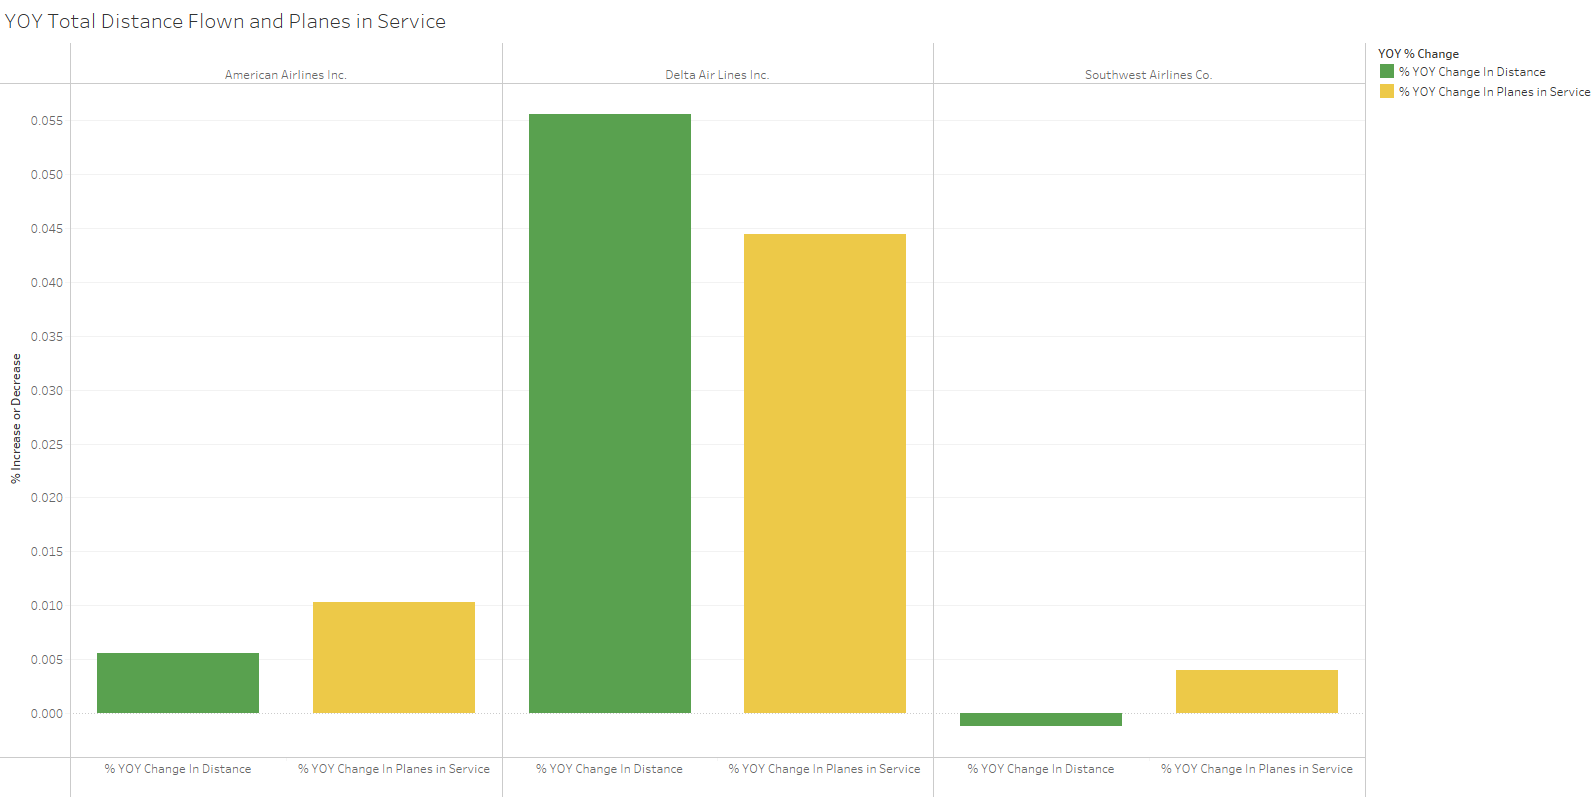 YOY Total Distance Flown and Planes in Service
American Airlines Inc.
Delta Air Lines Inc.
Southwest Airlines Co.
YOY % Change
% YOY Change In Distance
% YOY Change In Planes in Service
% Increase or Decrease
0.055
0.050
0.045
0.040
0.035
0.030
0.025
0.020
0.015
0.010
0.005
0.000
% YOY Change In Distance
% YOY Change In Planes in Service
% YOY Change In Distance
% YOY Change In Planes in Service
% YOY Change In Distance
% YOY Change In Planes in Service